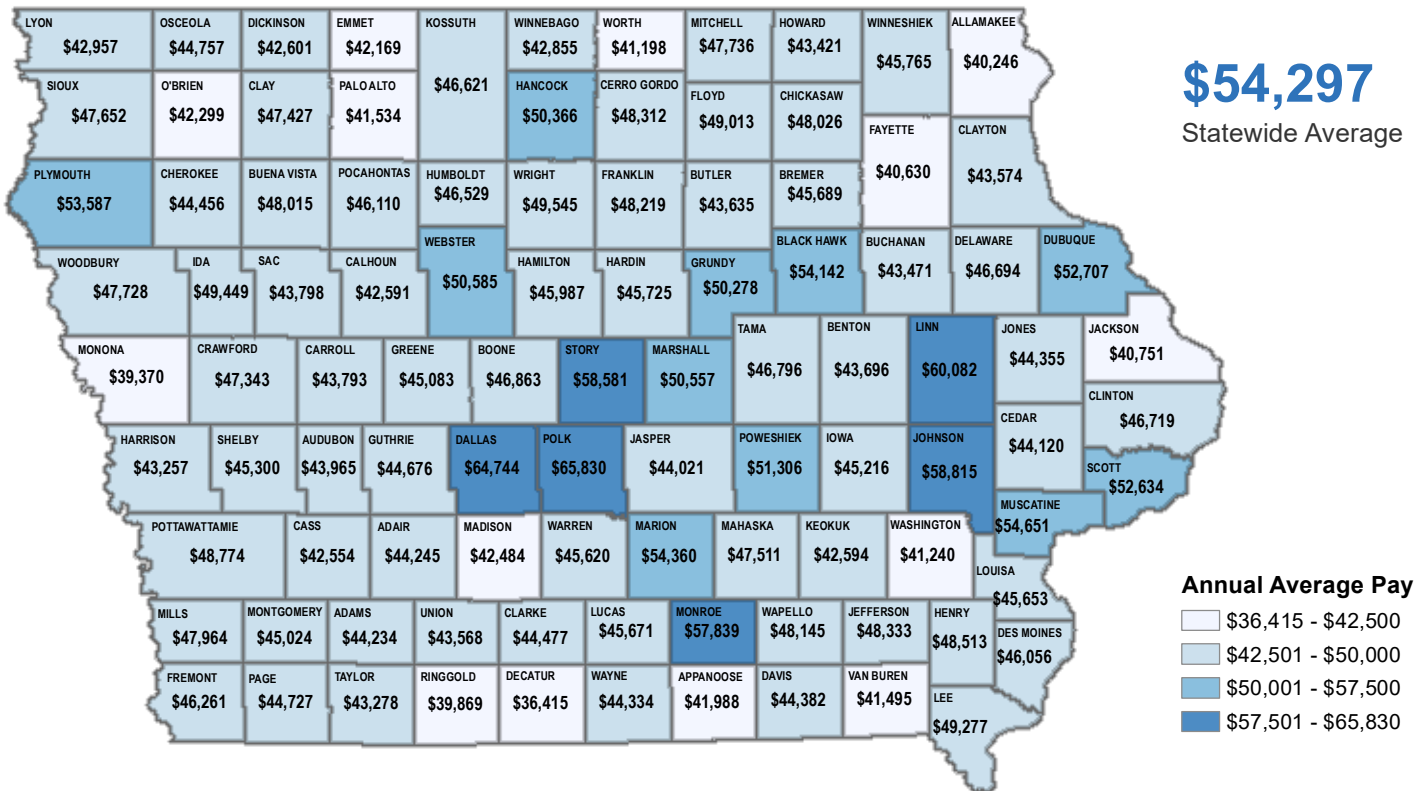 LYON
$42,957
OSCEOLA
$44,757
DICKINSON
$42,601
EMMET
$42,169
KOSSUTH
$46,621
WINNEBAGO
$42,855
WORTH
$41,198
MITCHELL
$47,736
HOWARD
$43,421
WINNESHIEK
$45,765
ALLAMAKEE
$40,246
SIOUX
$47,652
O'BRIEN
$42,299
CLAY
$47,427
PALO ALTO
$41,534
HANCOCK
$50,366
CERRO GORDO
$48,312
FLOYD
$49,013
CHICKASAW
$48,026
FAYETTE
$40,630
CLAYTON
$43,574
PLYMOUTH
$53,587
CHEROKEE
$44,456
BUENA VISTA
$48,015
POCAHONTAS
$46,110
HUMBOLDT
$46,529
WRIGHT
$49,545
FRANKLIN
$48,219
BUTLER
$43,635
BREMER
$45,689
WOODBURY
$47,728
IDA
$49,449
SAC
$43,798
CALHOUN
$42,591
WEBSTER
$50,585
HAMILTON
$45,987
HARDIN
$45,725
GRUNDY
$50,278
BLACK HAWK
$54,142
BUCHANAN
$43,471
DELAWARE
$46,694
DUBUQUE
$52,707
MONONA
$39,370
CRAWFORD
$47,343
CARROLL
$43,793
GREENE
$45,083
BOONE
$46,863
STORY
$58,581
MARSHALL
$50,557
TAMA
$46,796
BENTON
$43,696
LINN
$60,082
JONES
$44,355
JACKSON
$40,751
CLINTON
$46,719
HARRISON
$43,257
SHELBY
$45,300
AUDUBON
$43,965
GUTHRIE
$44,676
DALLAS
$64,744
POLK
$65,830
JASPER
$44,021
POWESHIEK
$51,306
IOWA
$45,216
JOHNSON
$58,815
CEDAR
$44,120
SCOTT
$52,634
MUSCATINE
$54,651
POTTAWATTAMIE
$48,774
CASS
$42,554
ADAIR
$44,245
MADISON
$42,484
WARREN
$45,620
MARION
$54,360
MAHASKA
$47,511
KEOKUK
$42,594
WASHINGTON
$41,240
LOUISA
$45,653
MILLS
$47,964
MONTGOMERY
$45,024
ADAMS
$44,234
UNION
$43,568
CLARKE
$44,477
LUCAS
$45,671
MONROE
$57,839
WAPELLO
$48,145
JEFFERSON
$48,333
HENRY
$48,513
DES MOINES
$46,056
FREMONT
$46,261
PAGE
$44,727
TAYLOR
$43,278
RINGGOLD
$39,869
DECATUR
$36,415
WAYNE
$44,334
APPANOOSE
$41,988
DAVIS
$44,382
VAN BUREN
$41,495
LEE
$49,277
$54,297
Statewide Average
Annual Average Pay
$36,415 - $42,500
$42,501 - $50,000
$50,001 - $57,500
$57,501 - $65,830